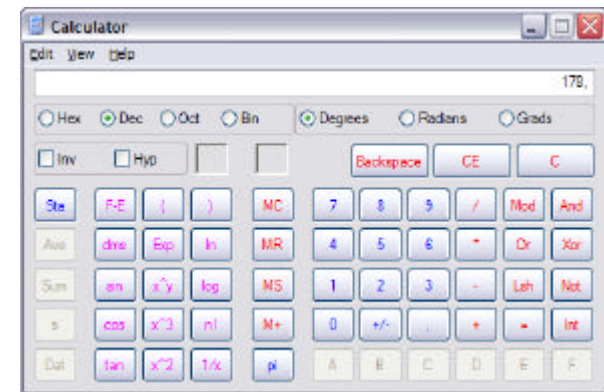 Calculator
Edit View Help
178,
Hex Dec Oct Bin Degrees Radians Grads
Inv Hyp Backspace CE C
Sta F-E ( ) MC 7 8 9 / Mod And
Ave dms Exp ln MR 4 5 6 * Or Xor
Sum sin x^y log MS 1 2 3 - Lsh Not
s cos x^3 n! M+ 0 +/- , + = Int
Dat tan x^2 1/x pi A B C D E F